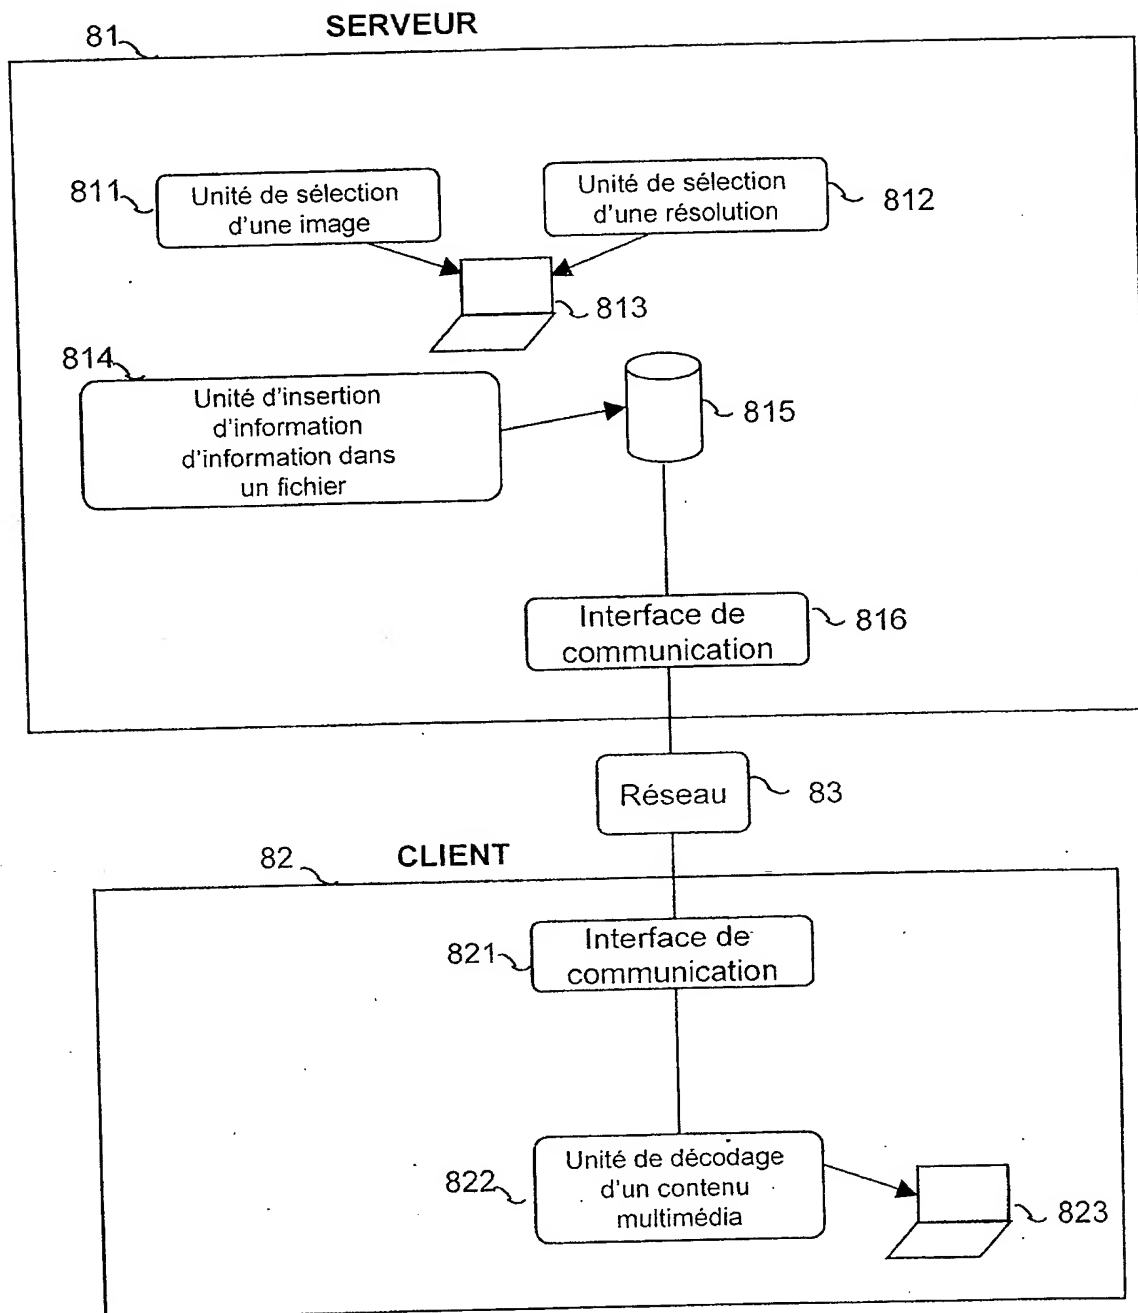 SERVEUR
81
811
Unité de sélection
d'une image
Unité de sélection
d'une résolution
812
813
814
Unité d'insertion
d'information
d'information dans
un fichier
815
Interface de
communication
816
Réseau
83
82
CLIENT
821
Interface de
communication
822
Unité de décodage
d'un contenu
multimédia
823